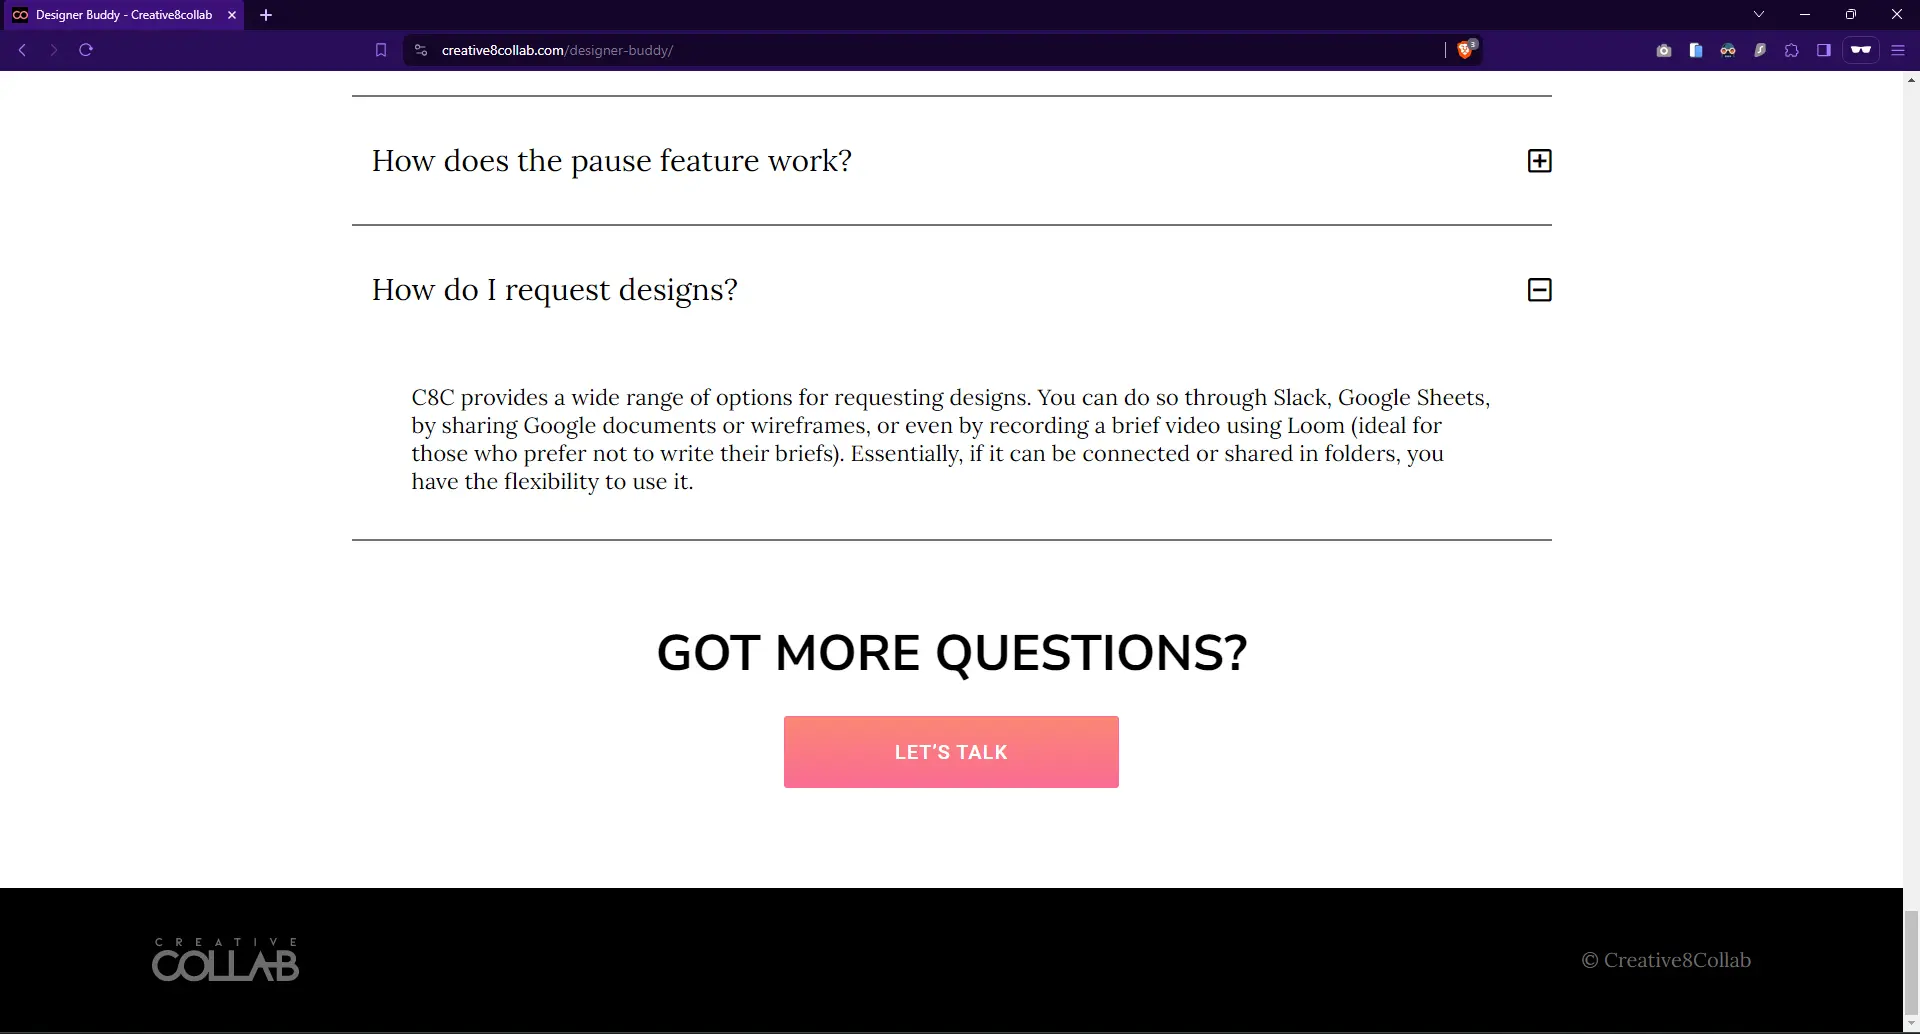 Designer Buddy - Creative8collab
creative8collab.com/designer-buddy/
3
How does the pause feature work?
How do I request designs?
C8C provides a wide range of options for requesting designs. You can do so through Slack, Google Sheets,
by sharing Google documents or wireframes, or even by recording a brief video using Loom (ideal for
those who prefer not to write their briefs). Essentially, if it can be connected or shared in folders, you
have the flexibility to use it.
GOT MORE QUESTIONS?
LET'S TALK
CREATIVE
COLLAB
© Creative8Collab